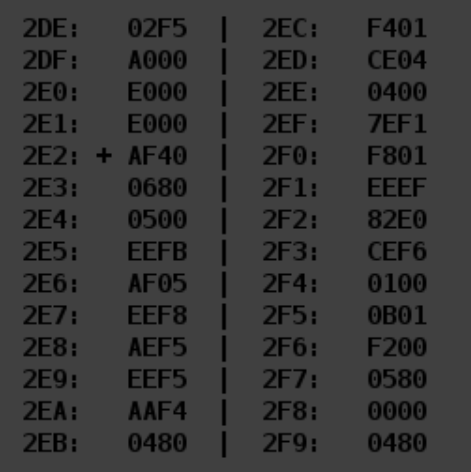 2DE: 02F5 | 2EC: F401
2DF: A000 | 2ED: CE04
2E0: E000 | 2EE: 0400
2E1: E000 | 2EF: 7EF1
2E2: + AF40 | 2F0: F801
2E3: 0680 | 2F1: EEEF
2E4: 0500 | 2F2: 82E0
2E5: EEFB | 2F3: CEF6
2E6: AF05 | 2F4: 0100
2E7: EEF8 | 2F5: 0B01
2E8: AEF5 | 2F6: F200
2E9: EEF5 | 2F7: 0580
2EA: AAF4 | 2F8: 0000
2EB: 0480 | 2F9: 0480